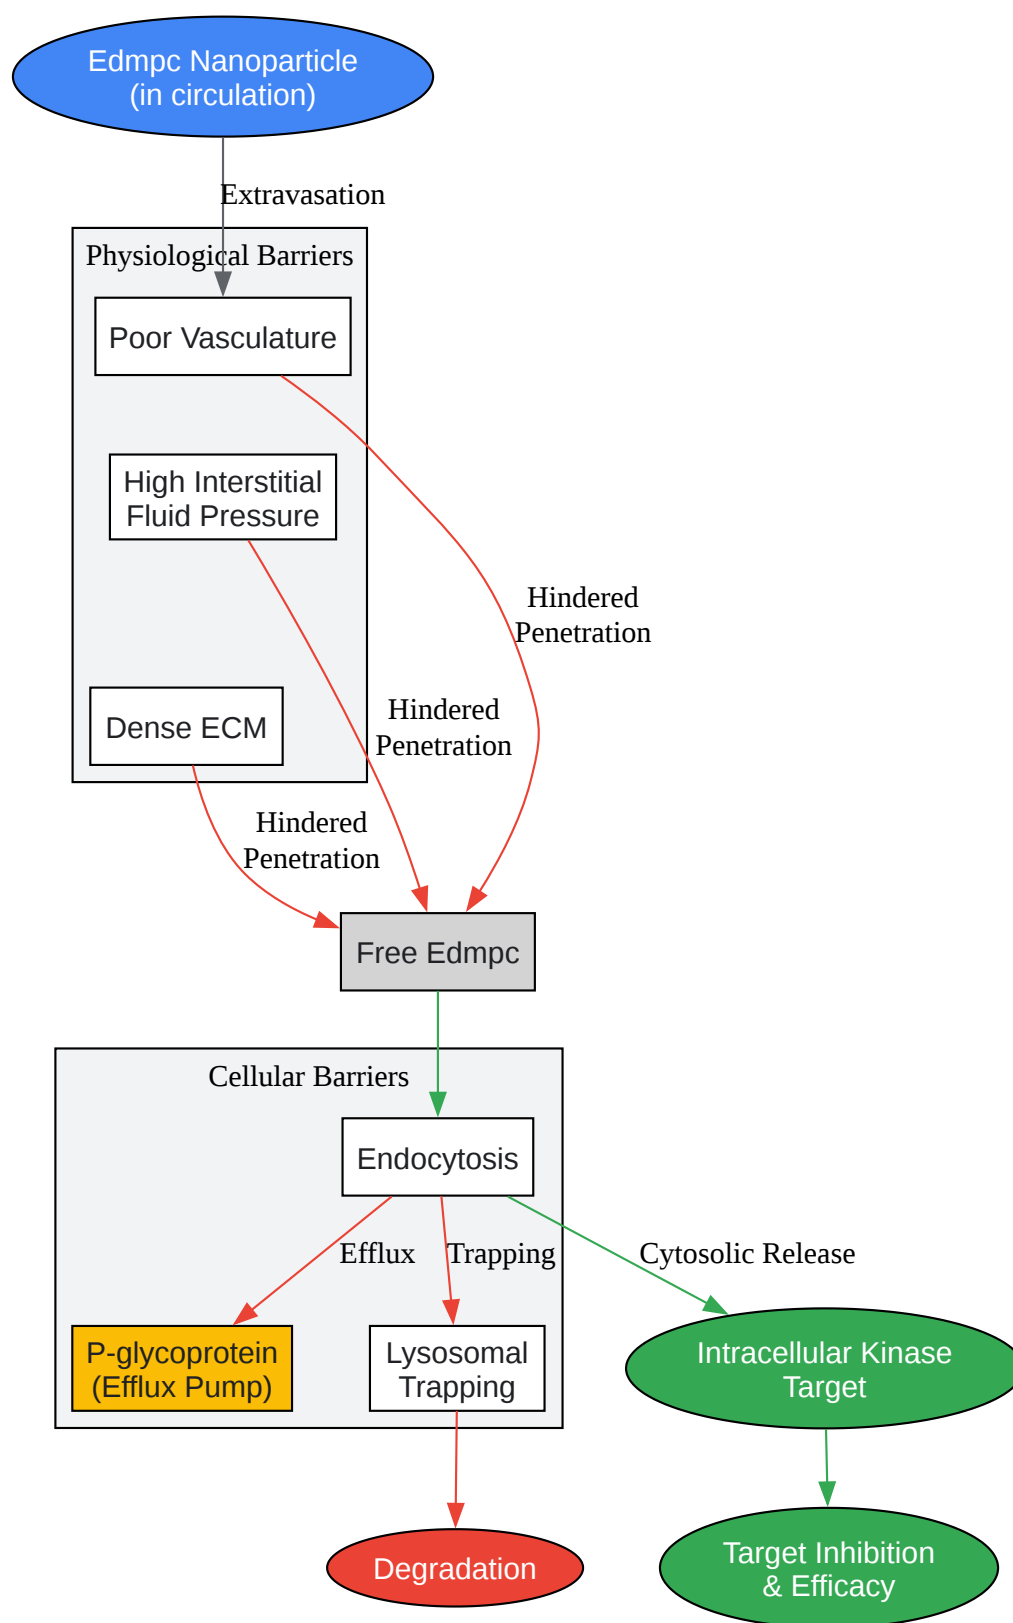 Edmpc Nanoparticle
(in circulation)
Extravasation
Physiological Barriers
Poor Vasculature
High Interstitial
Fluid Pressure
Hindered
Penetration
Dense ECM
Hindered
Penetration
Hindered
Penetration
Free Edmpc
Cellular Barriers
Endocytosis
Efflux
Trapping
Cytosolic Release
P-glycoprotein
(Efflux Pump)
Lysosomal
Trapping
Intracellular Kinase
Target
Degradation
Target Inhibition
& Efficacy